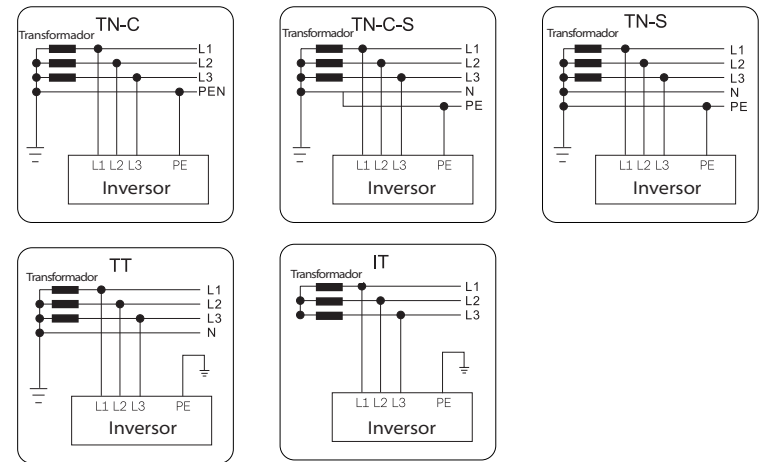 TN-C
Transformador
L1
L2
L3
PEN
L1 L2 L3 PE
Inversor
TN-C-S
Transformador
L1
L2
L3
N
PE
L1 L2 L3 PE
Inversor
TN-S
Transformador
L1
L2
L3
N
PE
L1 L2 L3 PE
Inversor
TT
Transformador
L1
L2
L3
N
L1 L2 L3 PE
Inversor
IT
Transformador
L1
L2
L3
L1 L2 L3 PE
Inversor